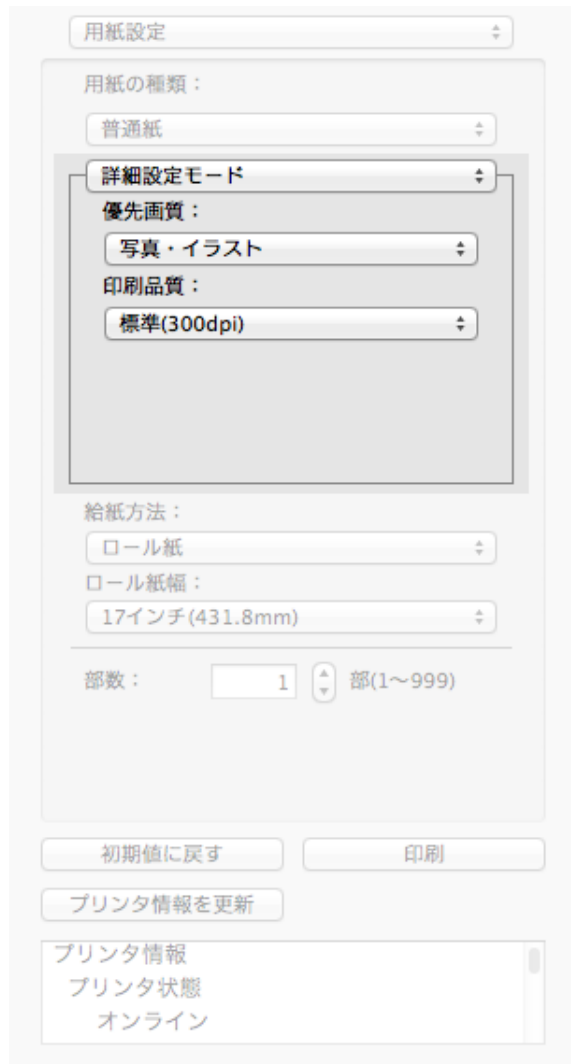 用紙設定
用紙の種類：
普通紙
詳細設定モード
優先画質：
写真・イラスト
印刷品質：
標準(300dpi)
給紙方法：
ロール紙
ロール紙幅：
17インチ(431.8mm)
部数： 1 部(1～999)
初期値に戻す 印刷
プリンタ情報を更新
プリンタ情報
プリンタ状態
オンライン